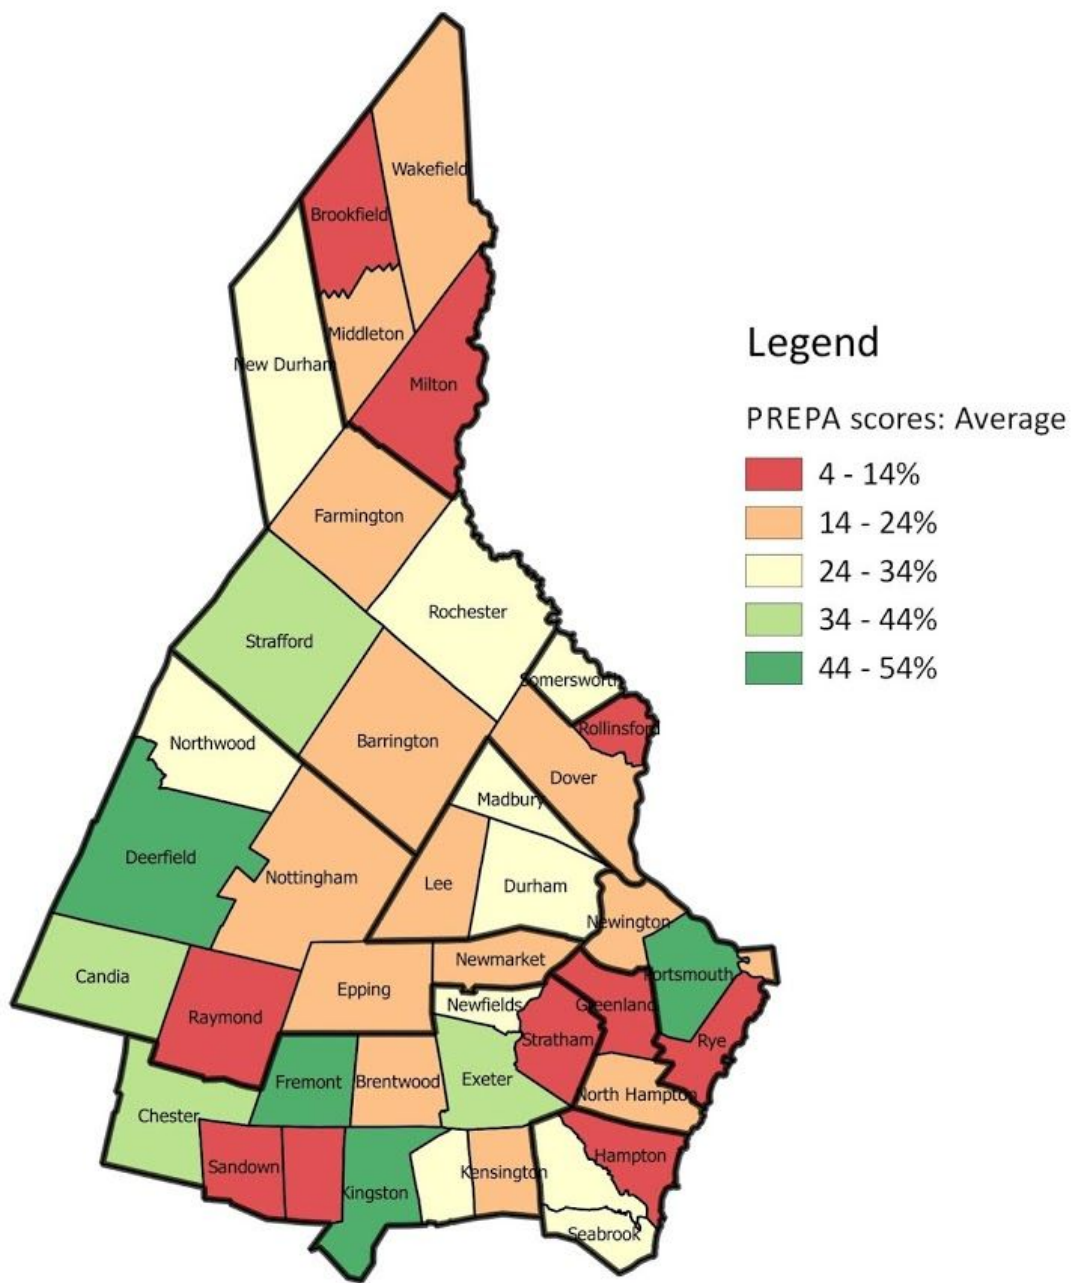 Wakefield
Brookfield
Middleton
New Durham
Milton
Farmington
Rochester
Strafford
Somersworth
Rollinsford
Northwood
Barrington
Dover
Madbury
Deerfield
Nottingham
Lee
Durham
Newington
Newmarket
Portsmouth
Candia
Epping
Newfields
Greenland
Raymond
Stratham
Rye
Fremont
Brentwood
Exeter
North Hampton
Chester
Hampton
Sandown
Kensington
Kingston
Seabrook
Legend
PREPA scores: Average
4 - 14%
14 - 24%
24 - 34%
34 - 44%
44 - 54%